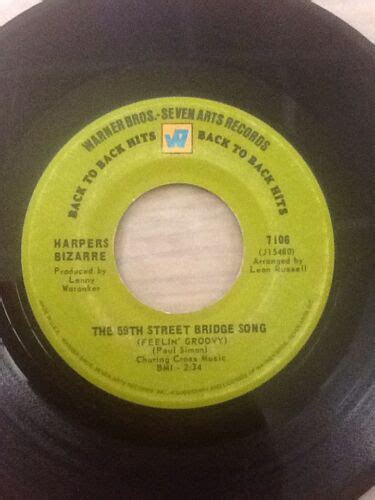 WARNER BROS.-SEVEN ARTS RECORDS
BACK TO BACK HITS
W7
BACK TO BACK HITS
HARPERS
BIZARRE
Produced by
Lenny
Waronker
7106
(J15460)
Arranged by
Leon Russell
THE 59TH STREET BRIDGE SONG
(FEELIN' GROOVY)
(Paul Simon)
Charing Cross Music
BMI - 2:34